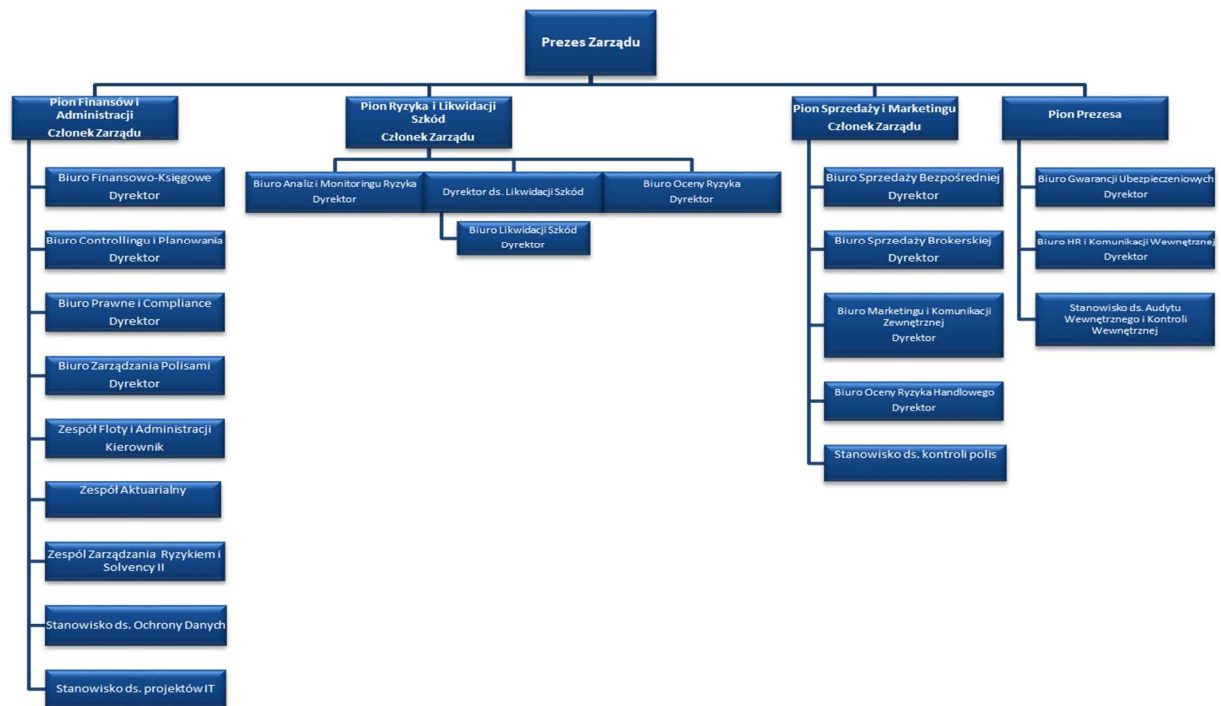 Prezes Zarządu
Pion Finansów i
Administracji
Członek Zarządu
Biuro Finansowo-Księgowe
Dyrektor
Biuro Controllingu i Planowania
Dyrektor
Biuro Prawne i Compliance
Dyrektor
Biuro Zarządzania Polisami
Dyrektor
Zespół Floty i Administracji
Kierownik
Zespół Aktuarialny
Zespól Zarządzania Ryzykiem i
Solvency II
Stanowisko ds. Ochrony Danych
Stanowisko ds. projektów IT
Pion Ryzyka i Likwidacji
Szkód
Członek Zarządu
Biuro Analiz i Monitoringu Ryzyka
Dyrektor
Dyrektor ds. Likwidacji Szkód
Biuro Likwidacji Szkód
Dyrektor
Biuro Oceny Ryzyka
Dyrektor
Pion Sprzedaży i Marketingu
Członek Zarządu
Biuro Sprzedaży Bezpośredniej
Dyrektor
Biuro Sprzedaży Brokerskiej
Dyrektor
Biuro Marketingu i Komunikacji
Zewnętrznej
Dyrektor
Biuro Oceny Ryzyka Handlowego
Dyrektor
Stanowisko ds. kontroli polis
Pion Prezesa
Biuro Gwarancji Ubezpieczeniowych
Dyrektor
Biuro HR i Komunikacji Wewnętrznej
Dyrektor
Stanowisko ds. Audytu
Wewnętrznego i Kontroli
Wewnętrznej